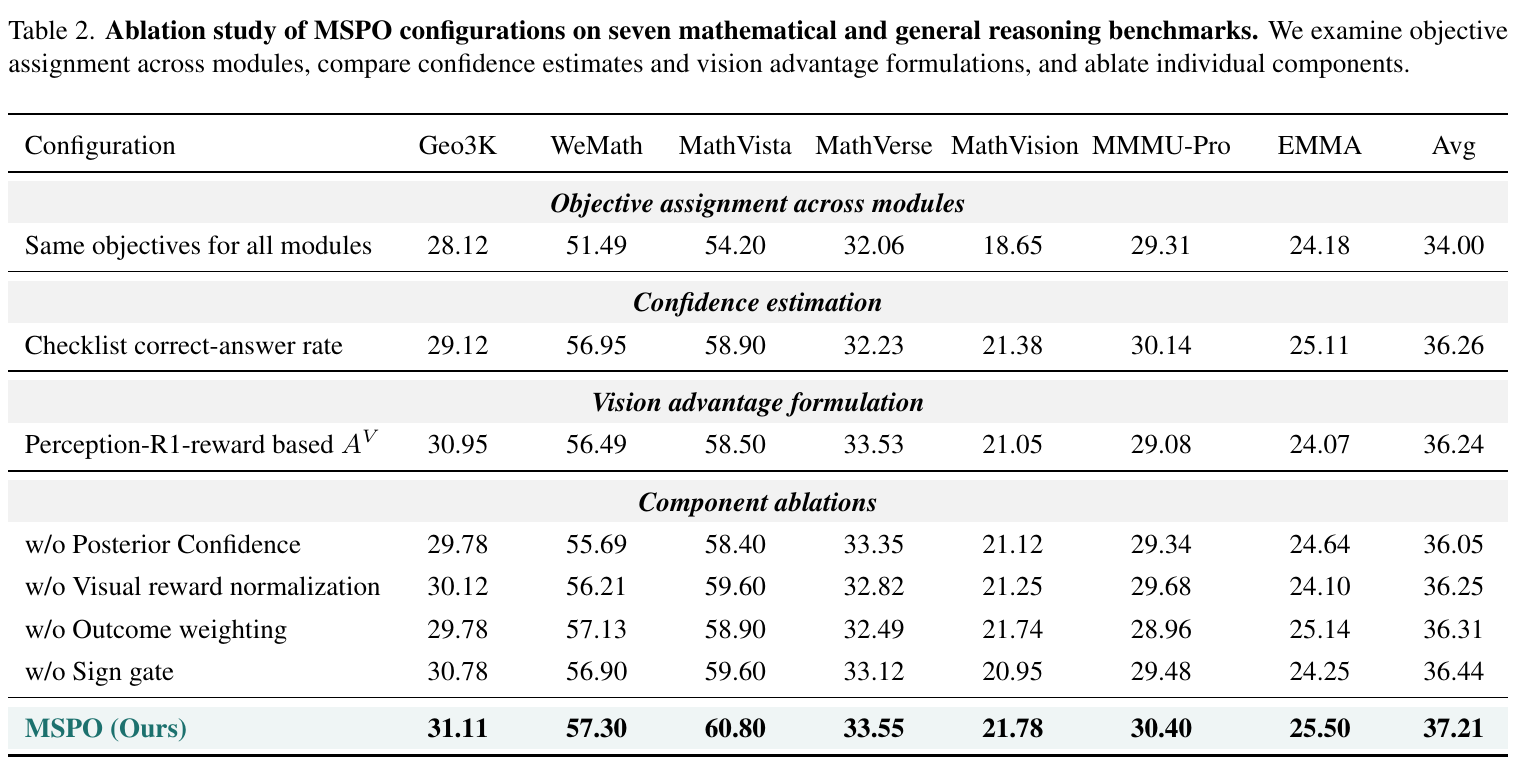 Table 2. Ablation study of MSPO configurations on seven mathematical and general reasoning benchmarks. We examine objective
assignment across modules, compare confidence estimates and vision advantage formulations, and ablate individual components.
Configuration Geo3K WeMath MathVista MathVerse MathVision MMMU-Pro EMMA Avg
Objective assignment across modules
Same objectives for all modules 28.12 51.49 54.20 32.06 18.65 29.31 24.18 34.00
Confidence estimation
Checklist correct-answer rate 29.12 56.95 58.90 32.23 21.38 30.14 25.11 36.26
Vision advantage formulation
Perception-R1-reward based A^V 30.95 56.49 58.50 33.53 21.05 29.08 24.07 36.24
Component ablations
w/o Posterior Confidence 29.78 55.69 58.40 33.35 21.12 29.34 24.64 36.05
w/o Visual reward normalization 30.12 56.21 59.60 32.82 21.25 29.68 24.10 36.25
w/o Outcome weighting 29.78 57.13 58.90 32.49 21.74 28.96 25.14 36.31
w/o Sign gate 30.78 56.90 59.60 33.12 20.95 29.48 24.25 36.44
MSPO (Ours) 31.11 57.30 60.80 33.55 21.78 30.40 25.50 37.21